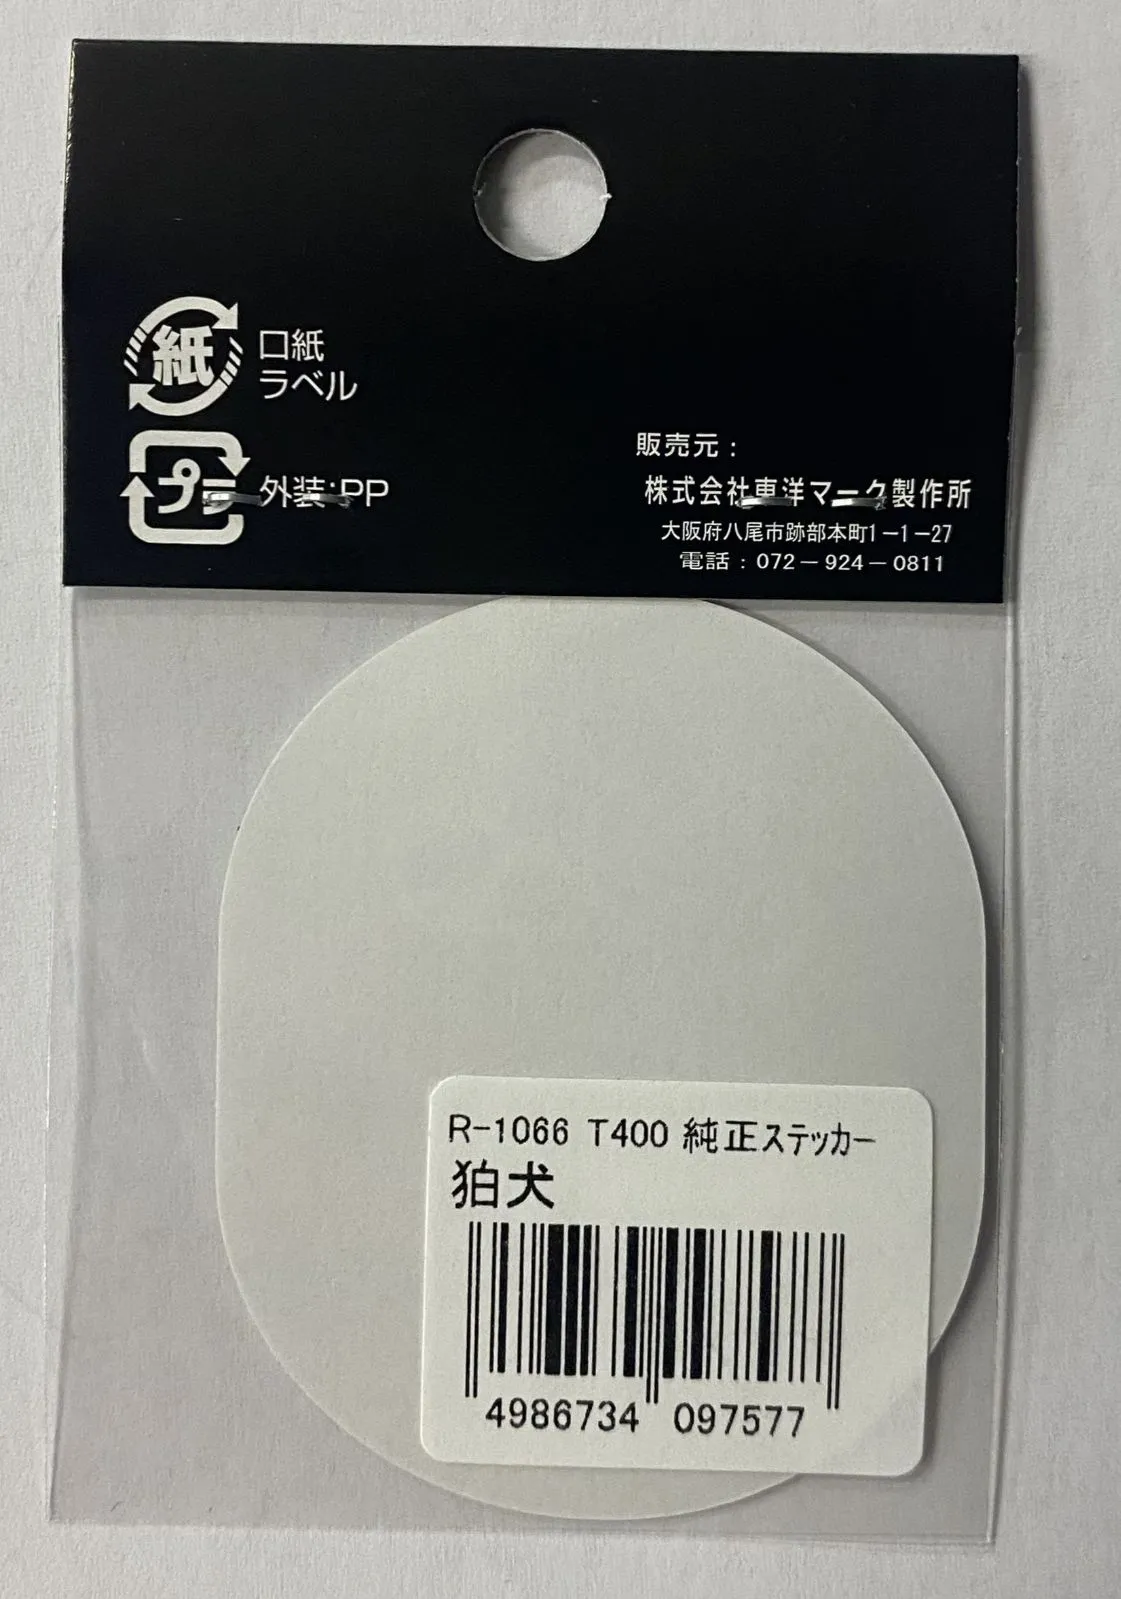 紙
口紙
ラベル
プラ
外装:PP
販売元:
株式会社東洋マーク製作所
大阪府八尾市跡部本町1-1-27
電話:072-924-0811
R-1066 T400 純正ステッカー
狛犬
4986734 097577